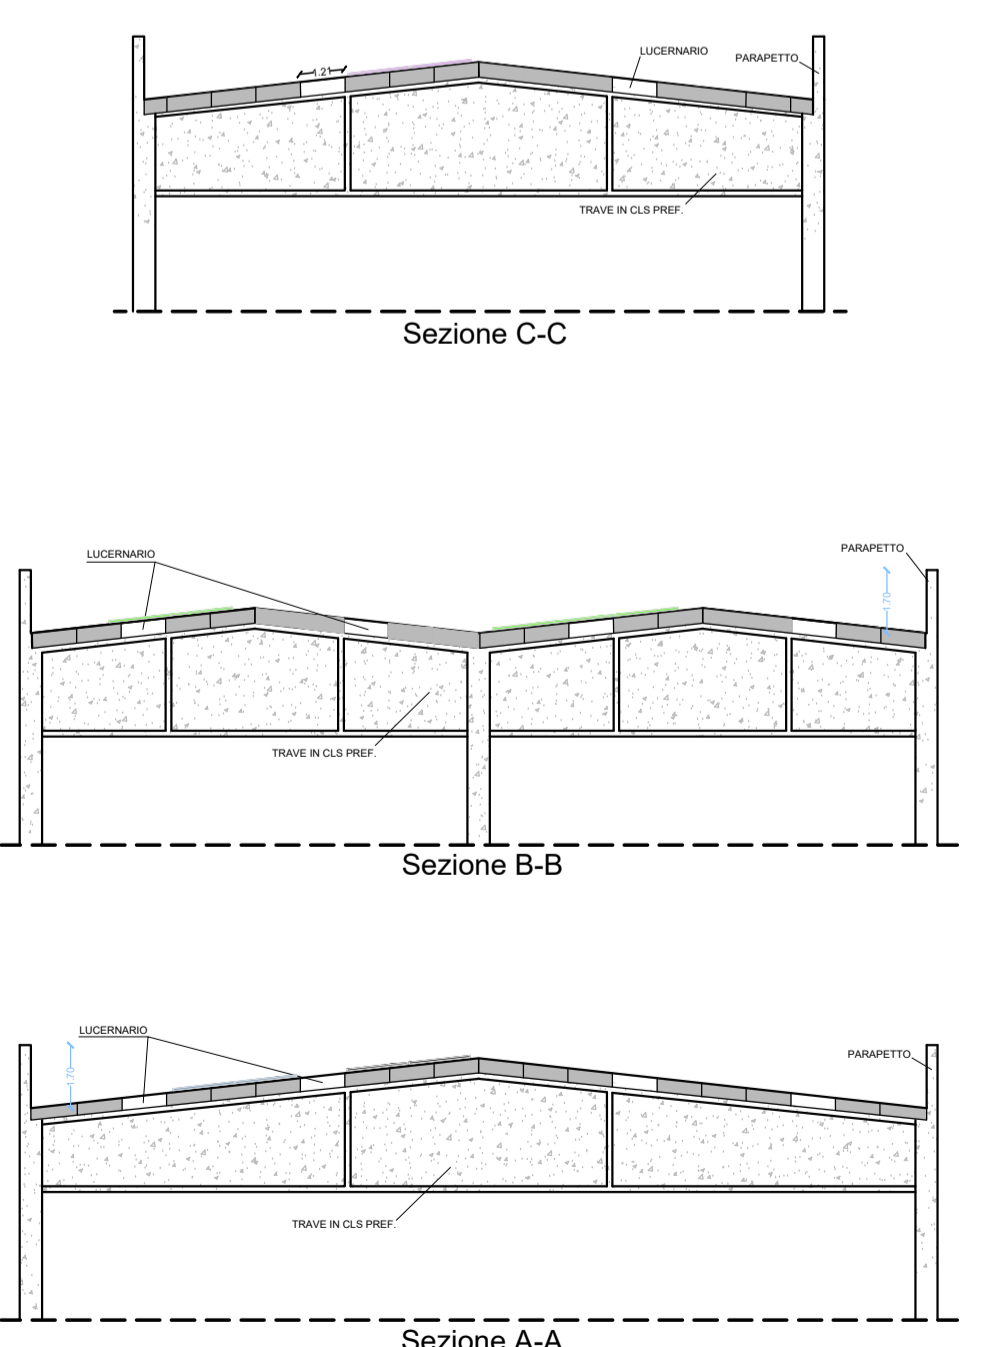 LUCERNARIO
PARAPETTO
1.21
TRAVE IN CLS PREF.
Sezione C-C
PARAPETTO
LUCERNARIO
1.70
TRAVE IN CLS PREF.
Sezione B-B
LUCERNARIO
PARAPETTO
1.70
TRAVE IN CLS PREF.
Sezione A-A